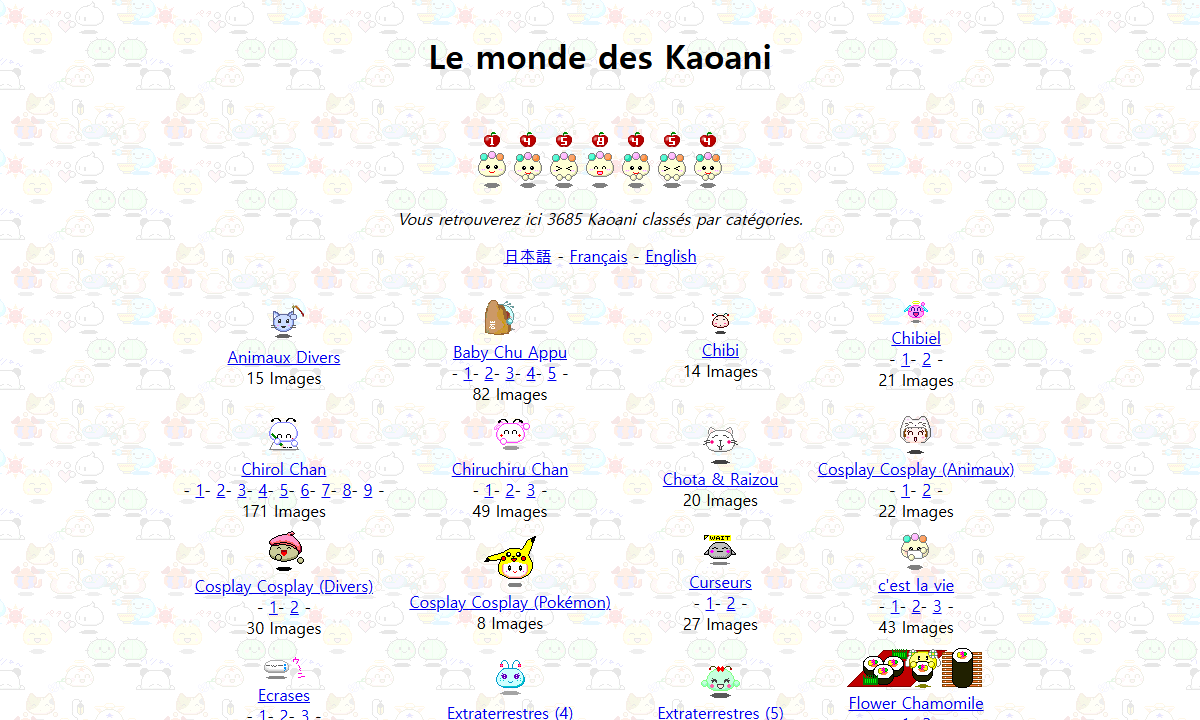 Le monde des Kaoani
1 4 5 8 4 5 4
Vous retrouverez ici 3685 Kaoani classés par catégories.
日本語 - Français - English
Animaux Divers
15 Images
Baby Chu Appu
- 1- 2- 3- 4- 5 -
82 Images
Chibi
14 Images
Chibiel
- 1- 2 -
21 Images
Chirol Chan
- 1- 2- 3- 4- 5- 6- 7- 8- 9 -
171 Images
Chiruchiru Chan
- 1- 2- 3 -
49 Images
Chota & Raizou
20 Images
Cosplay Cosplay (Animaux)
- 1- 2 -
22 Images
Cosplay Cosplay (Divers)
- 1- 2 -
30 Images
Cosplay Cosplay (Pokémon)
8 Images
WAIT
Curseurs
- 1- 2 -
27 Images
c'est la vie
- 1- 2- 3 -
43 Images
Ecrases
- 1- 2- 3 -
Extraterrestres (4)
Extraterrestres (5)
Flower Chamomile
- 1- 2 -